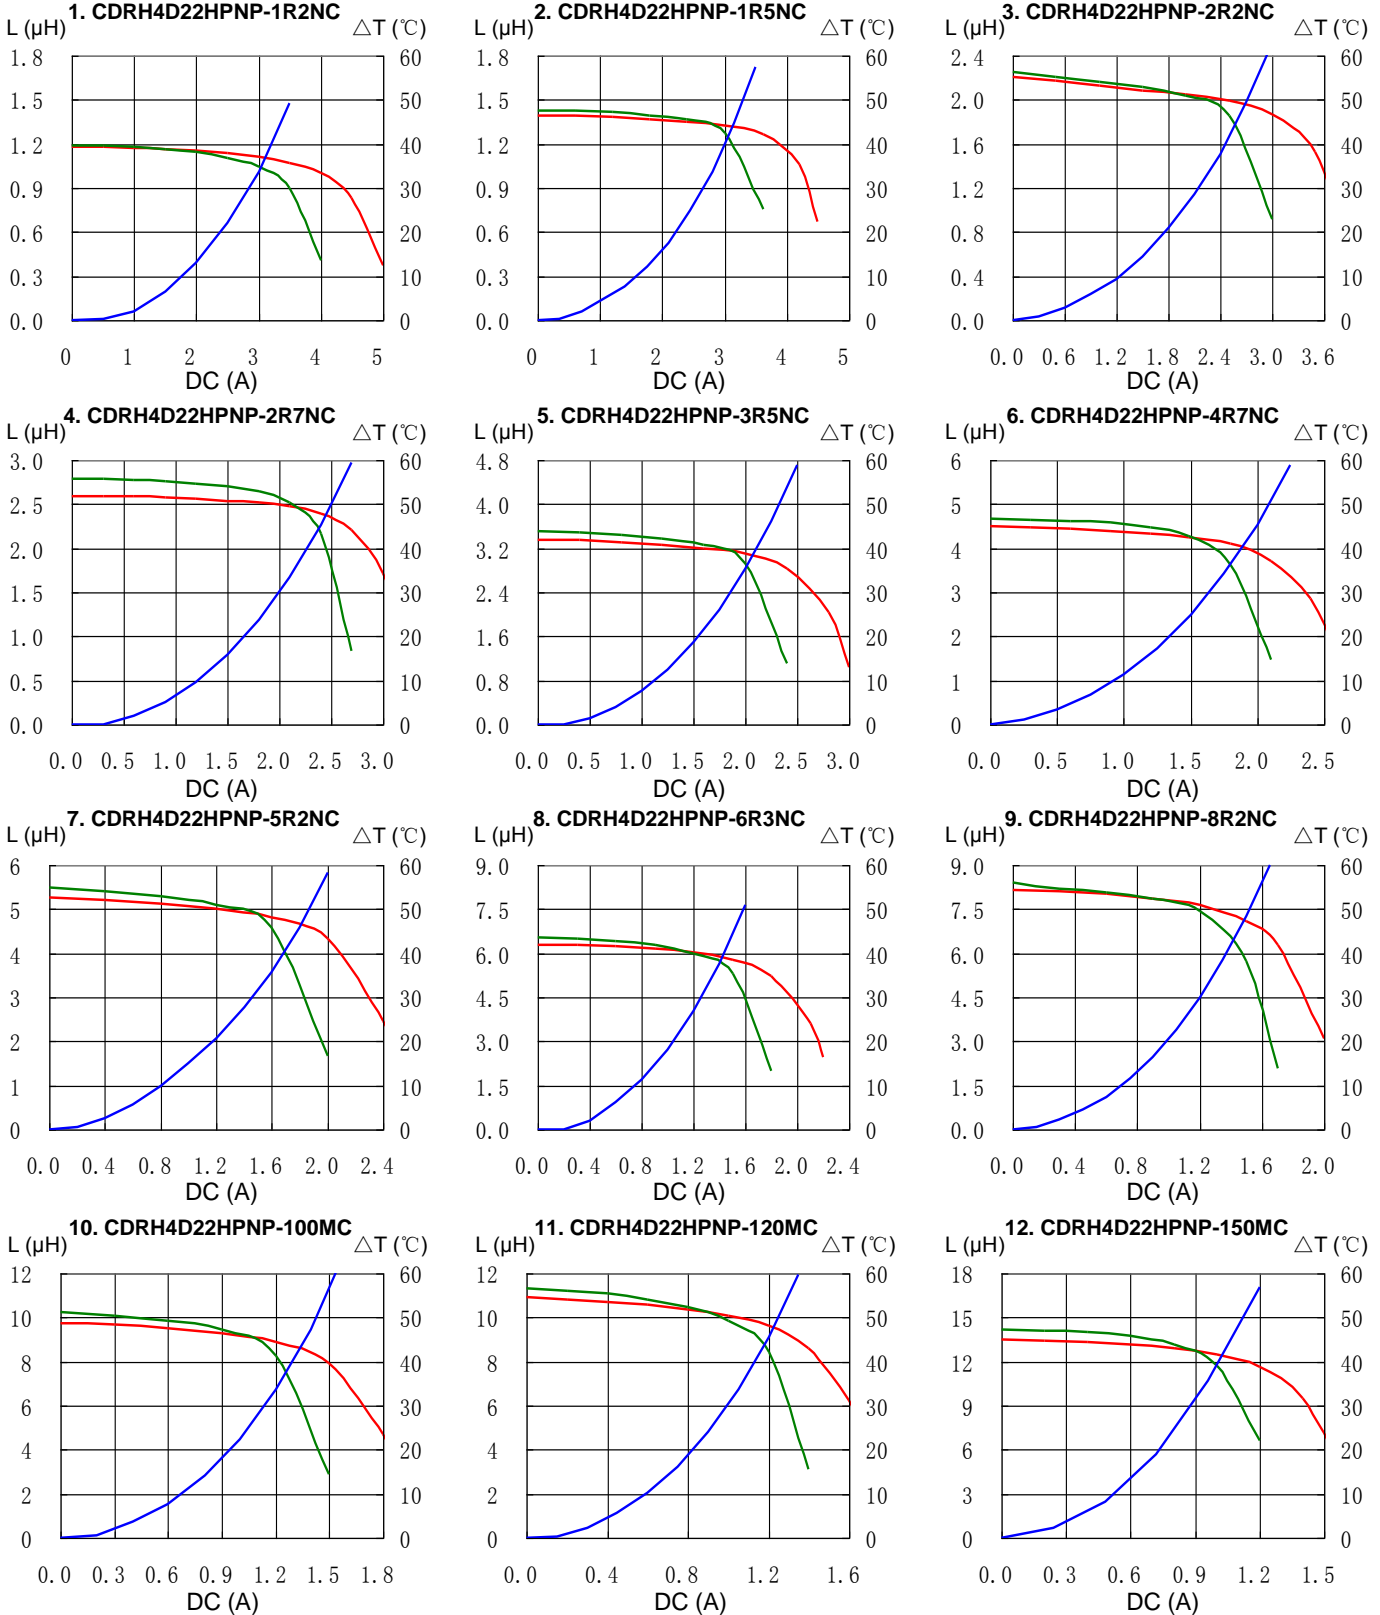 1. CDRH4D22HPNP-1R2NC
L (µH)
△T (℃)
1.8
1.5
1.2
0.9
0.6
0.3
0.0
60
50
40
30
20
10
0
0 1 2 3 4 5
DC (A)
2. CDRH4D22HPNP-1R5NC
L (µH)
△T (℃)
1.8
1.5
1.2
0.9
0.6
0.3
0.0
60
50
40
30
20
10
0
1 2 3 4 5
DC (A)
3. CDRH4D22HPNP-2R2NC
L (µH)
△T (℃)
2.4
2.0
1.6
1.2
0.8
0.4
0.0
60
50
40
30
20
10
0
0.0 0.6 1.2 1.8 2.4 3.0 3.6
DC (A)
4. CDRH4D22HPNP-2R7NC
L (µH)
△T (℃)
3.0
2.5
2.0
1.5
1.0
0.5
0.0
60
50
40
30
20
10
0
0.0 0.5 1.0 1.5 2.0 2.5 3.0
DC (A)
5. CDRH4D22HPNP-3R5NC
L (µH)
△T (℃)
4.8
4.0
3.2
2.4
1.6
0.8
0.0
60
50
40
30
20
10
0
0.0 0.5 1.0 1.5 2.0 2.5 3.0
DC (A)
6. CDRH4D22HPNP-4R7NC
L (µH)
△T (℃)
6
5
4
3
2
1
0
60
50
40
30
20
10
0
0.0 0.5 1.0 1.5 2.0 2.5
DC (A)
7. CDRH4D22HPNP-5R2NC
L (µH)
△T (℃)
6
5
4
3
2
1
0
60
50
40
30
20
10
0
0.0 0.4 0.8 1.2 1.6 2.0 2.4
DC (A)
8. CDRH4D22HPNP-6R3NC
L (µH)
△T (℃)
9.0
7.5
6.0
4.5
3.0
1.5
0.0
60
50
40
30
20
10
0
0.0 0.4 0.8 1.2 1.6 2.0 2.4
DC (A)
9. CDRH4D22HPNP-8R2NC
L (µH)
△T (℃)
9.0
7.5
6.0
4.5
3.0
1.5
0.0
60
50
40
30
20
10
0
0.0 0.4 0.8 1.2 1.6 2.0
DC (A)
10. CDRH4D22HPNP-100MC
L (µH)
△T (℃)
12
10
8
6
4
2
0
60
50
40
30
20
10
0
0.0 0.3 0.6 0.9 1.2 1.5 1.8
DC (A)
11. CDRH4D22HPNP-120MC
L (µH)
△T (℃)
12
10
8
6
4
2
0
60
50
40
30
20
10
0
0.0 0.4 0.8 1.2 1.6
DC (A)
12. CDRH4D22HPNP-150MC
L (µH)
△T (℃)
18
15
12
9
6
3
0
60
50
40
30
20
10
0
0.0 0.3 0.6 0.9 1.2 1.5
DC (A)